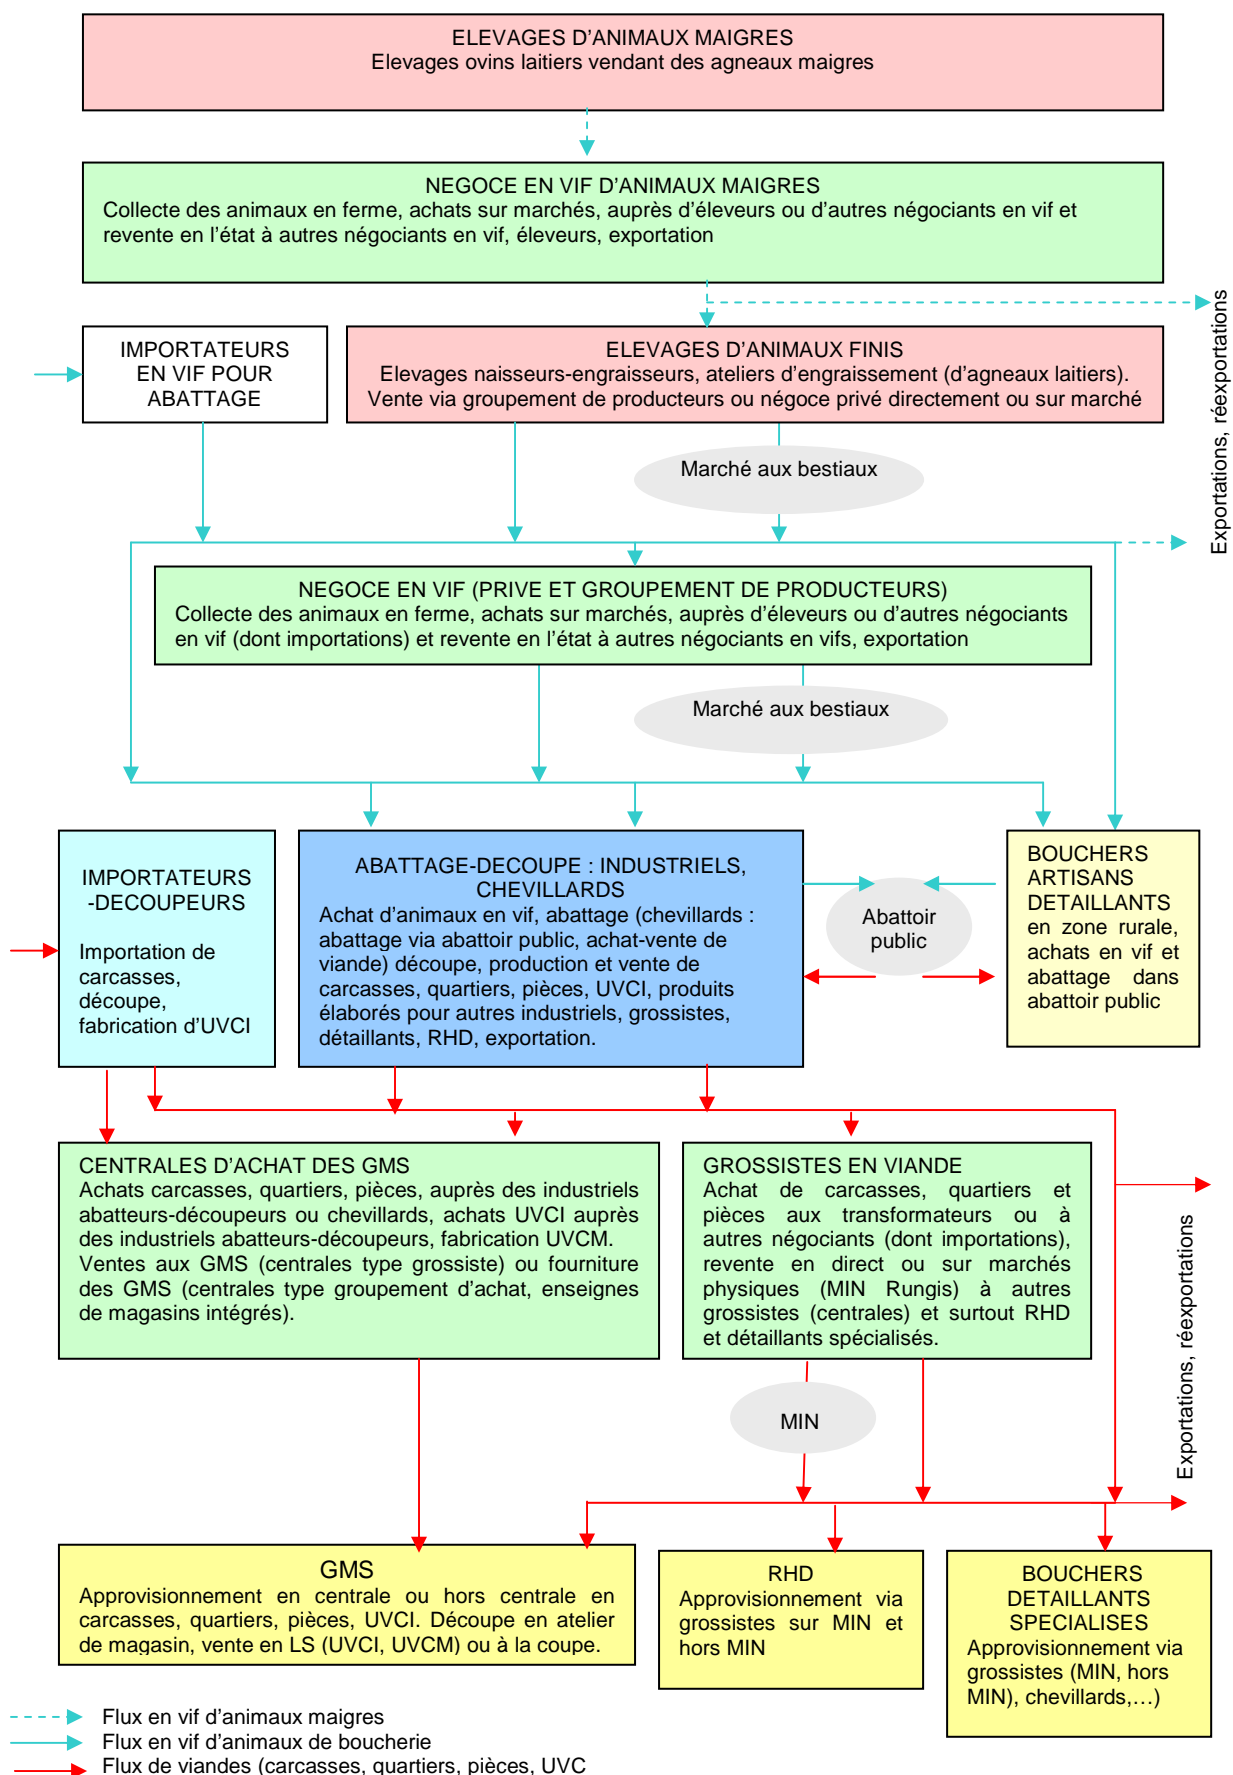 ELEVAGES D'ANIMAUX MAIGRES
Elevages ovins laitiers vendant des agneaux maigres
NEGOCE EN VIF D'ANIMAUX MAIGRES
Collecte des animaux en ferme, achats sur marchés, auprès d'éleveurs ou d'autres négociants en vif et
revente en l'état à autres négociants en vif, éleveurs, exportation
Exportations, réexportations
IMPORTATEURS
EN VIF POUR
ABATTAGE
ELEVAGES D'ANIMAUX FINIS
Elevages naisseurs-engraisseurs, ateliers d'engraissement (d'agneaux laitiers).
Vente via groupement de producteurs ou négoce privé directement ou sur marché
Marché aux bestiaux
NEGOCE EN VIF (PRIVE ET GROUPEMENT DE PRODUCTEURS)
Collecte des animaux en ferme, achats sur marchés, auprès d'éleveurs ou d'autres négociants
en vif (dont importations) et revente en l'état à autres négociants en vifs, exportation
Marché aux bestiaux
IMPORTATEURS
-DECOUPEURS
Importation de
carcasses,
découpe,
fabrication d'UVCI
ABATTAGE-DECOUPE : INDUSTRIELS,
CHEVILLARDS
Achat d'animaux en vif, abattage (chevillards :
abattage via abattoir public, achat-vente de
viande) découpe, production et vente de
carcasses, quartiers, pièces, UVCI, produits
élaborés pour autres industriels, grossistes,
détaillants, RHD, exportation.
Abattoir
public
BOUCHERS
ARTISANS
DETAILLANTS
en zone rurale,
achats en vif et
abattage dans
abattoir public
CENTRALES D'ACHAT DES GMS
Achats carcasses, quartiers, pièces, auprès des industriels
abatteurs-découpeurs ou chevillards, achats UVCI auprès
des industriels abatteurs-découpeurs, fabrication UVCM.
Ventes aux GMS (centrales type grossiste) ou fourniture
des GMS (centrales type groupement d'achat, enseignes
de magasins intégrés).
GROSSISTES EN VIANDE
Achat de carcasses, quartiers et
pièces aux transformateurs ou à
autres négociants (dont importations),
revente en direct ou sur marchés
physiques (MIN Rungis) à autres
grossistes (centrales) et surtout RHD
et détaillants spécialisés.
Exportations, réexportations
MIN
GMS
Approvisionnement en centrale ou hors centrale en
carcasses, quartiers, pièces, UVCI. Découpe en atelier
de magasin, vente en LS (UVCI, UVCM) ou à la coupe.
RHD
Approvisionnement via
grossistes sur MIN et
hors MIN
BOUCHERS
DETAILLANTS
SPECIALISES
Approvisionnement via
grossistes (MIN, hors
MIN), chevillards,…)
Flux en vif d'animaux maigres
Flux en vif d'animaux de boucherie
Flux de viandes (carcasses, quartiers, pièces, UVC